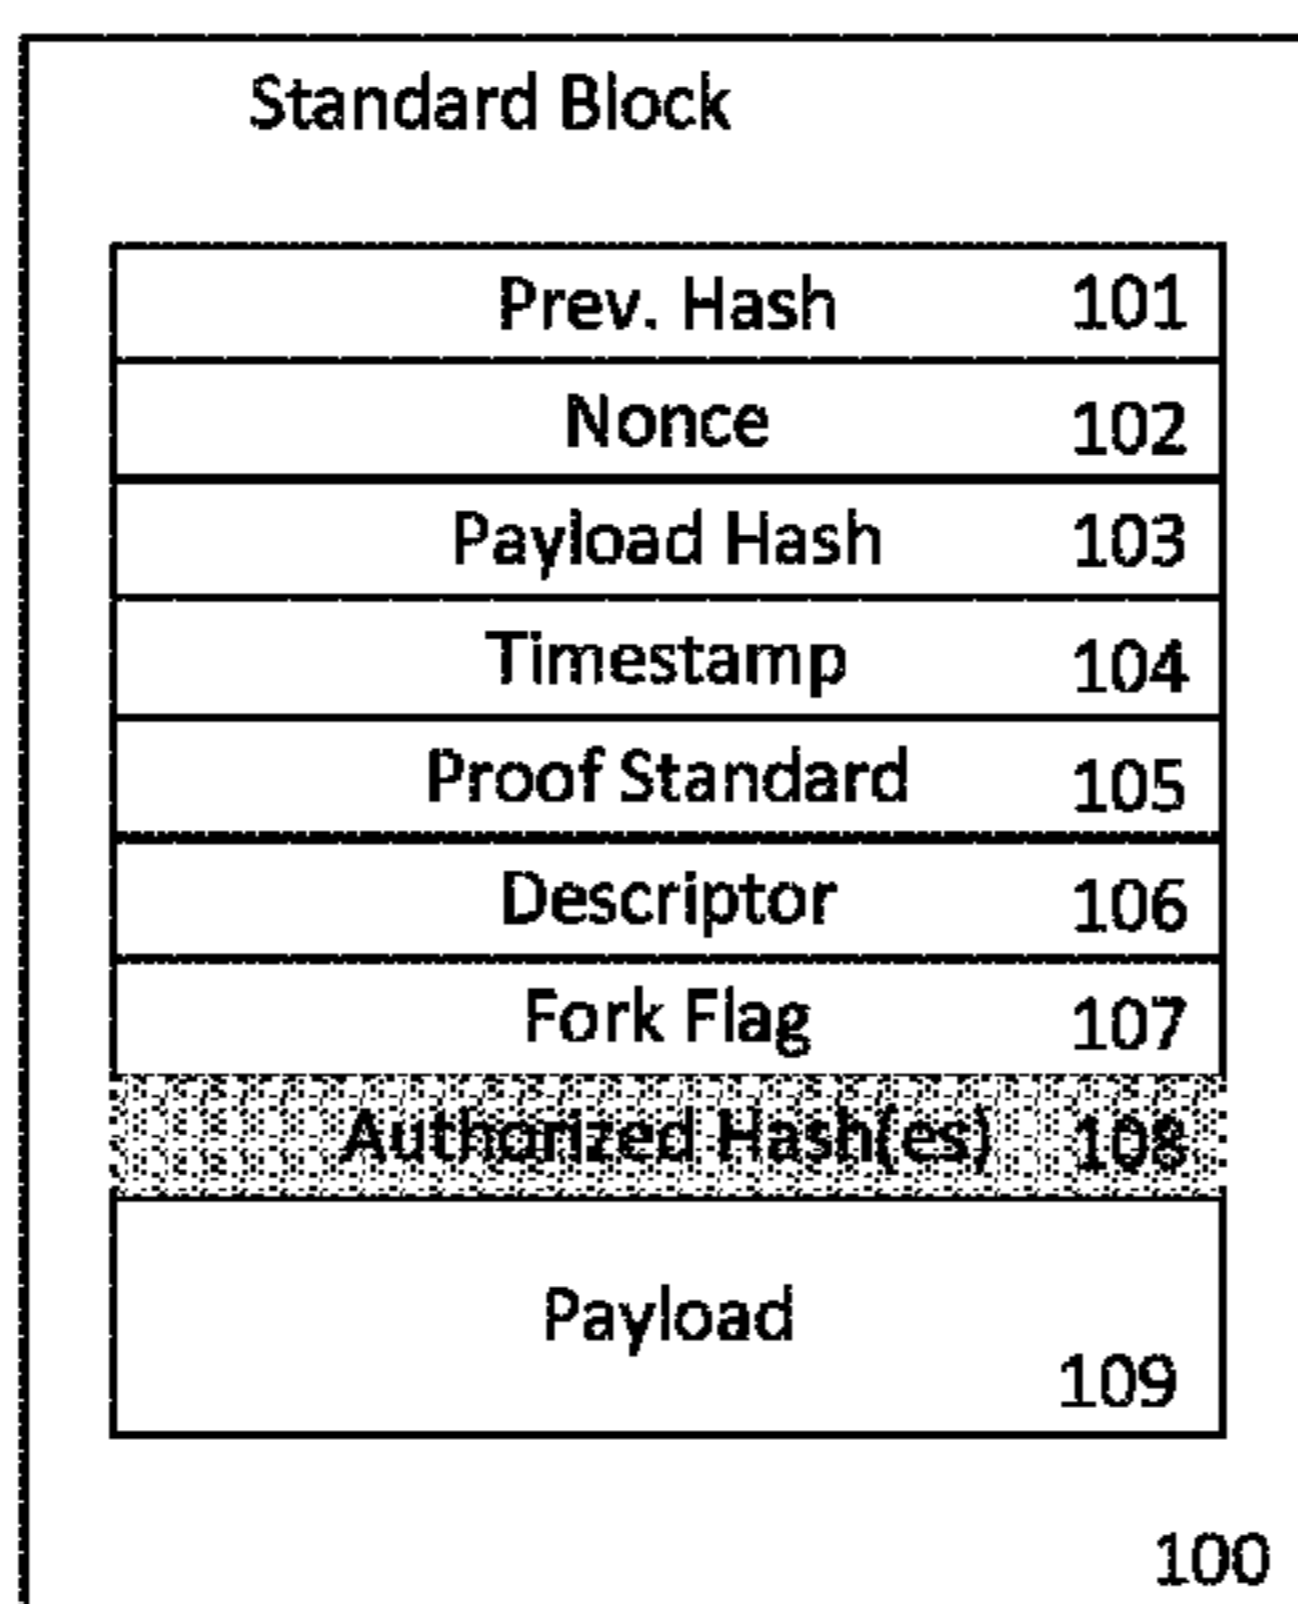 Standard Block
Prev. Hash 101
Nonce 102
Payload Hash 103
Timestamp 104
Proof Standard 105
Descriptor 106
Fork Flag 107
Authorized Hash(es) 108
Payload
109
100